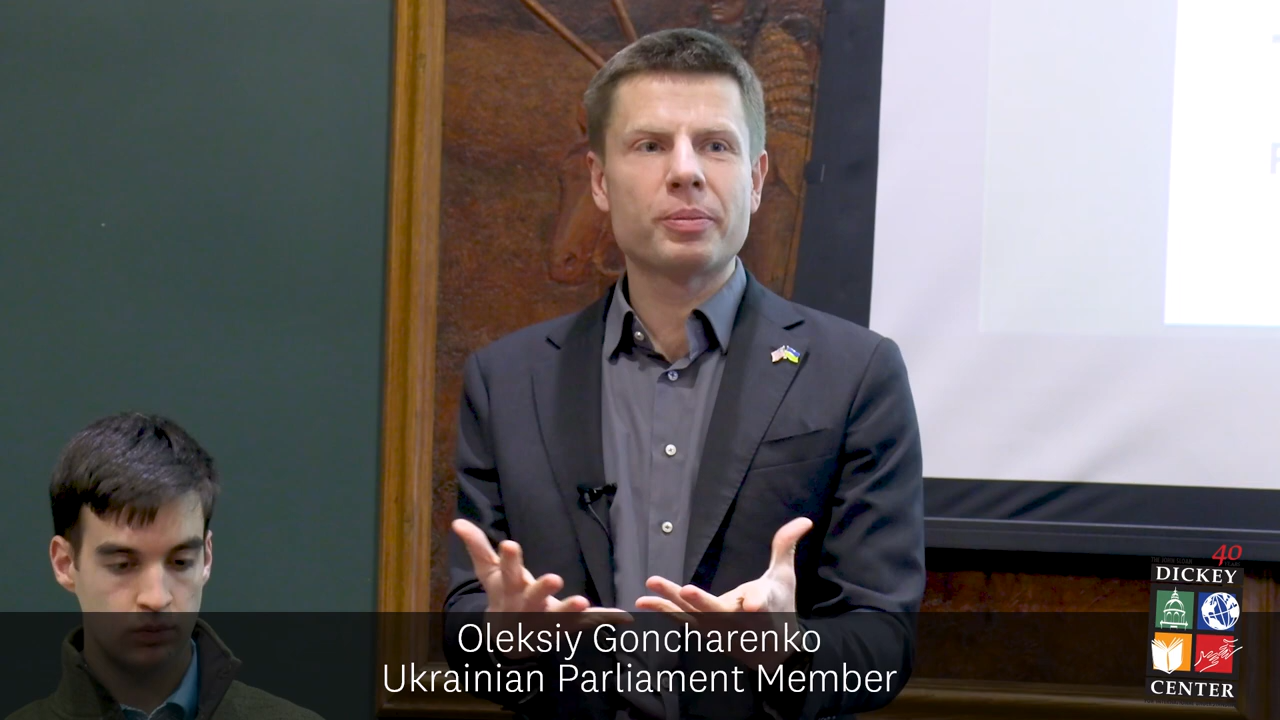 40
DICKEY
CENTER
Oleksiy Goncharenko
Ukrainian Parliament Member